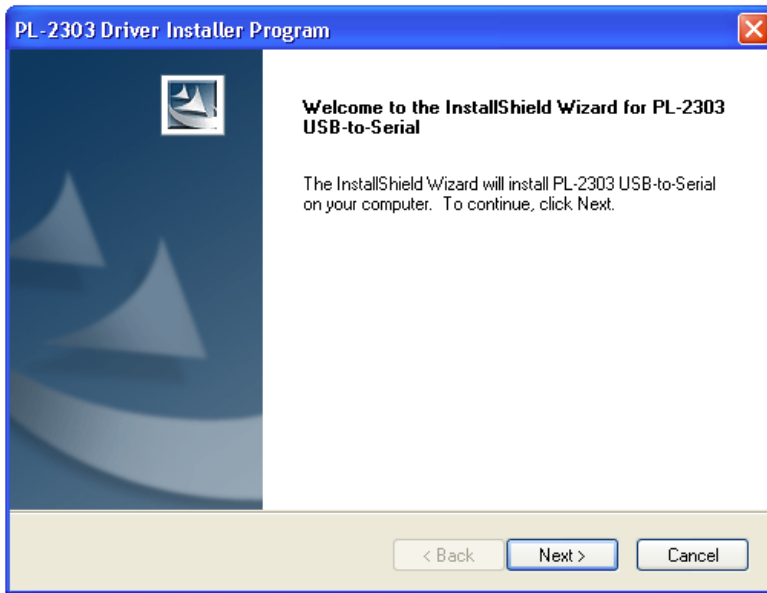 PL-2303 Driver Installer Program
Welcome to the InstallShield Wizard for PL-2303
USB-to-Serial
The InstallShield Wizard will install PL-2303 USB-to-Serial
on your computer. To continue, click Next.
< Back Next > Cancel